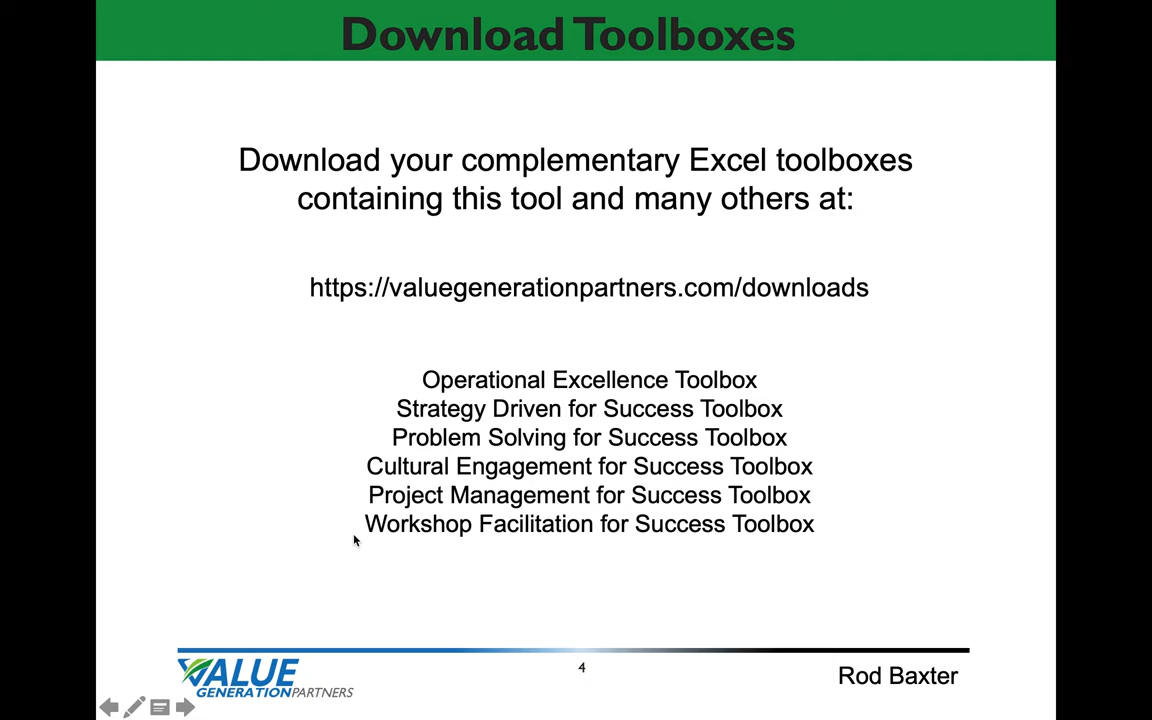 Download Toolboxes
Download your complementary Excel toolboxes
containing this tool and many others at:
https://valuegenerationpartners.com/downloads
Operational Excellence Toolbox
Strategy Driven for Success Toolbox
Problem Solving for Success Toolbox
Cultural Engagement for Success Toolbox
Project Management for Success Toolbox
Workshop Facilitation for Success Toolbox
VALUE
GENERATIONPARTNERS
4
Rod Baxter